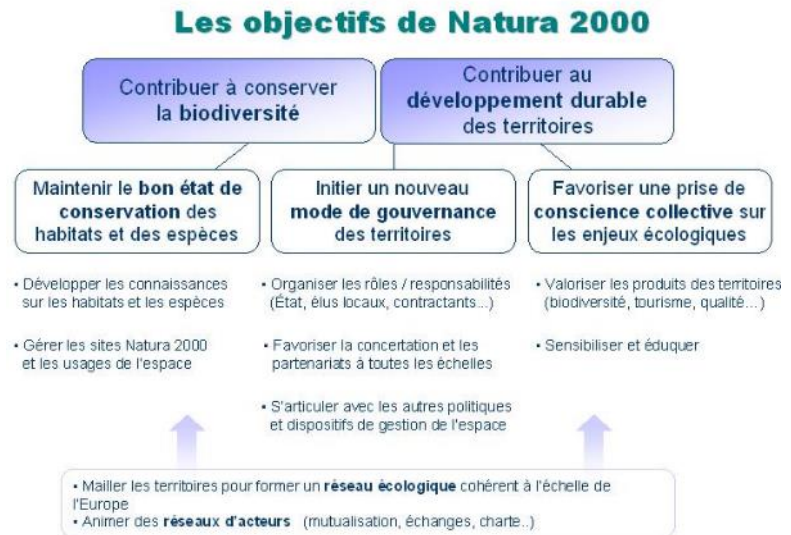 Les objectifs de Natura 2000
Contribuer à conserver
la biodiversité
Contribuer au
développement durable
des territoires
Maintenir le bon état de
conservation des
habitats et des espèces
Initier un nouveau
mode de gouvernance
des territoires
Favoriser une prise de
conscience collective sur
les enjeux écologiques
• Développer les connaissances
sur les habitats et les espèces
• Gérer les sites Natura 2000
et les usages de l'espace
• Organiser les rôles / responsabilités
(État, élus locaux, contractants...)
• Favoriser la concertation et les
partenariats à toutes les échelles
• S'articuler avec les autres politiques
et dispositifs de gestion de l'espace
• Valoriser les produits des territoires
(biodiversité, tourisme, qualité…)
• Sensibiliser et éduquer
• Mailler les territoires pour former un réseau écologique cohérent à l'échelle de
l'Europe
• Animer des réseaux d'acteurs (mutualisation, échanges, charte..)